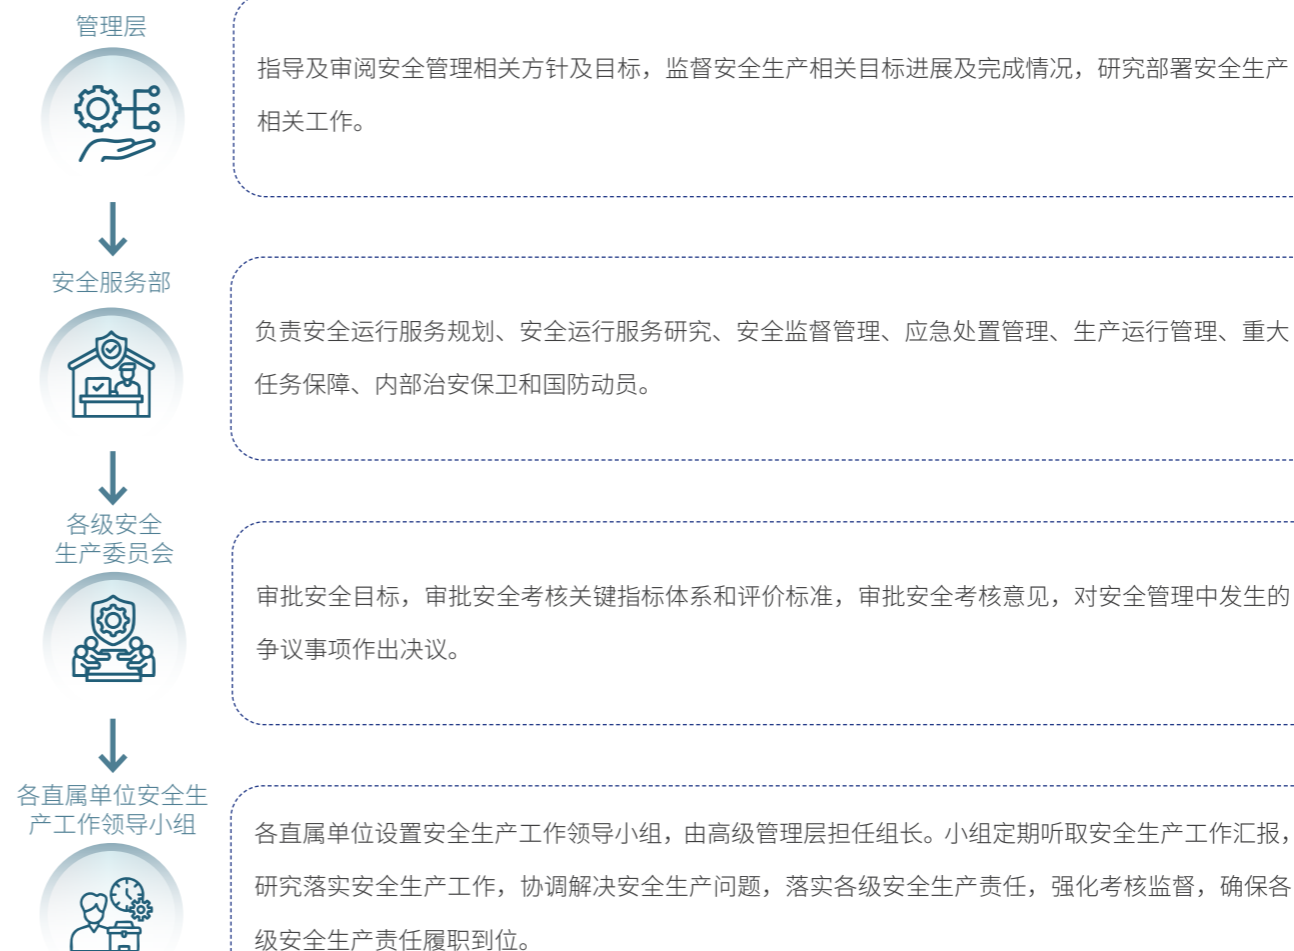 管理层
指导及审阅安全管理相关方针及目标，监督安全生产相关目标进展及完成情况，研究部署安全生产
相关工作。
安全服务部
负责安全运行服务规划、安全运行服务研究、安全监督管理、应急处置管理、生产运行管理、重大
任务保障、内部治安保卫和国防动员。
各级安全
生产委员会
审批安全目标，审批安全考核关键指标体系和评价标准，审批安全考核意见，对安全管理中发生的
争议事项作出决议。
各直属单位安全生
产工作领导小组
各直属单位设置安全生产工作领导小组，由高级管理层担任组长。小组定期听取安全生产工作汇报，
研究落实安全生产工作，协调解决安全生产问题，落实各级安全生产责任，强化考核监督，确保各
级安全生产责任履职到位。